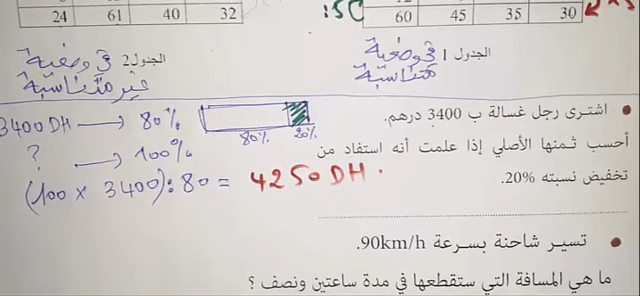 60 45 35 30
24 61 40 32
:5
الجدول 1 في وضعية
متناسبة
الجدول 2 في وضعية
غير متناسبة
• اشترى رجل غسالة ب 3400 درهم.
أحسب ثمنها الأصلي إذا علمت أنه استفاد من
تخفيض نسبته 20%.
3400 DH → 80%
80% 20%
? → 100%
(100 x 3400):80 = 4250 DH.
• تسير شاحنة بسرعة 90km/h.
ما هي المسافة التي ستقطعها في مدة ساعتين ونصف ؟